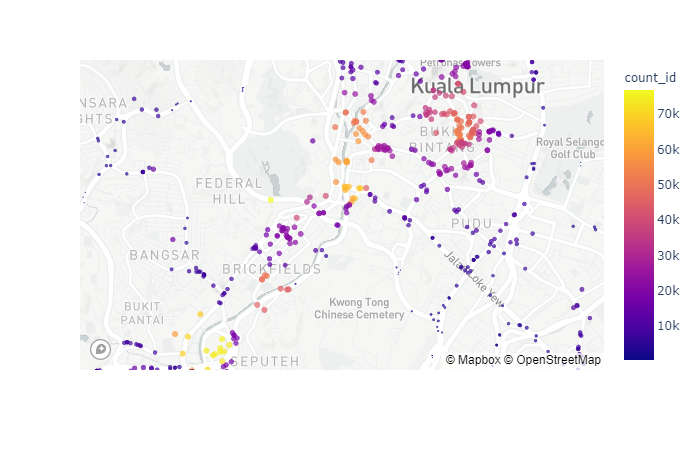 count_id
70k
60k
50k
40k
30k
20k
10k
Petronas Towers
Kuala Lumpur
NSARA
GHTS
BUKIT
BINTANG
Royal Selango
Golf Club
FEDERAL
HILL
PUDU
BANGSAR
BRICKFIELDS
Jalan Loke Yew
BUKIT
PANTAI
Kwong Tong
Chinese Cemetery
SEPUTEH
© Mapbox © OpenStreetMap